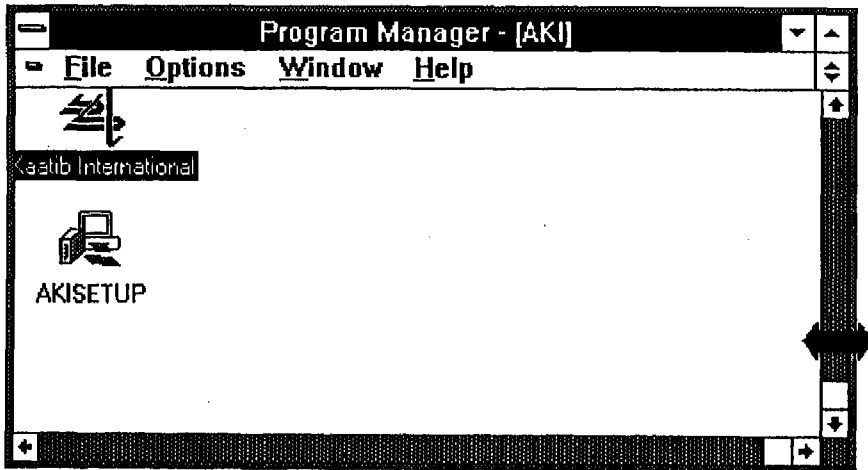 Program Manager - [AKI]
File Options Window Help
Kaatib International
AKISETUP